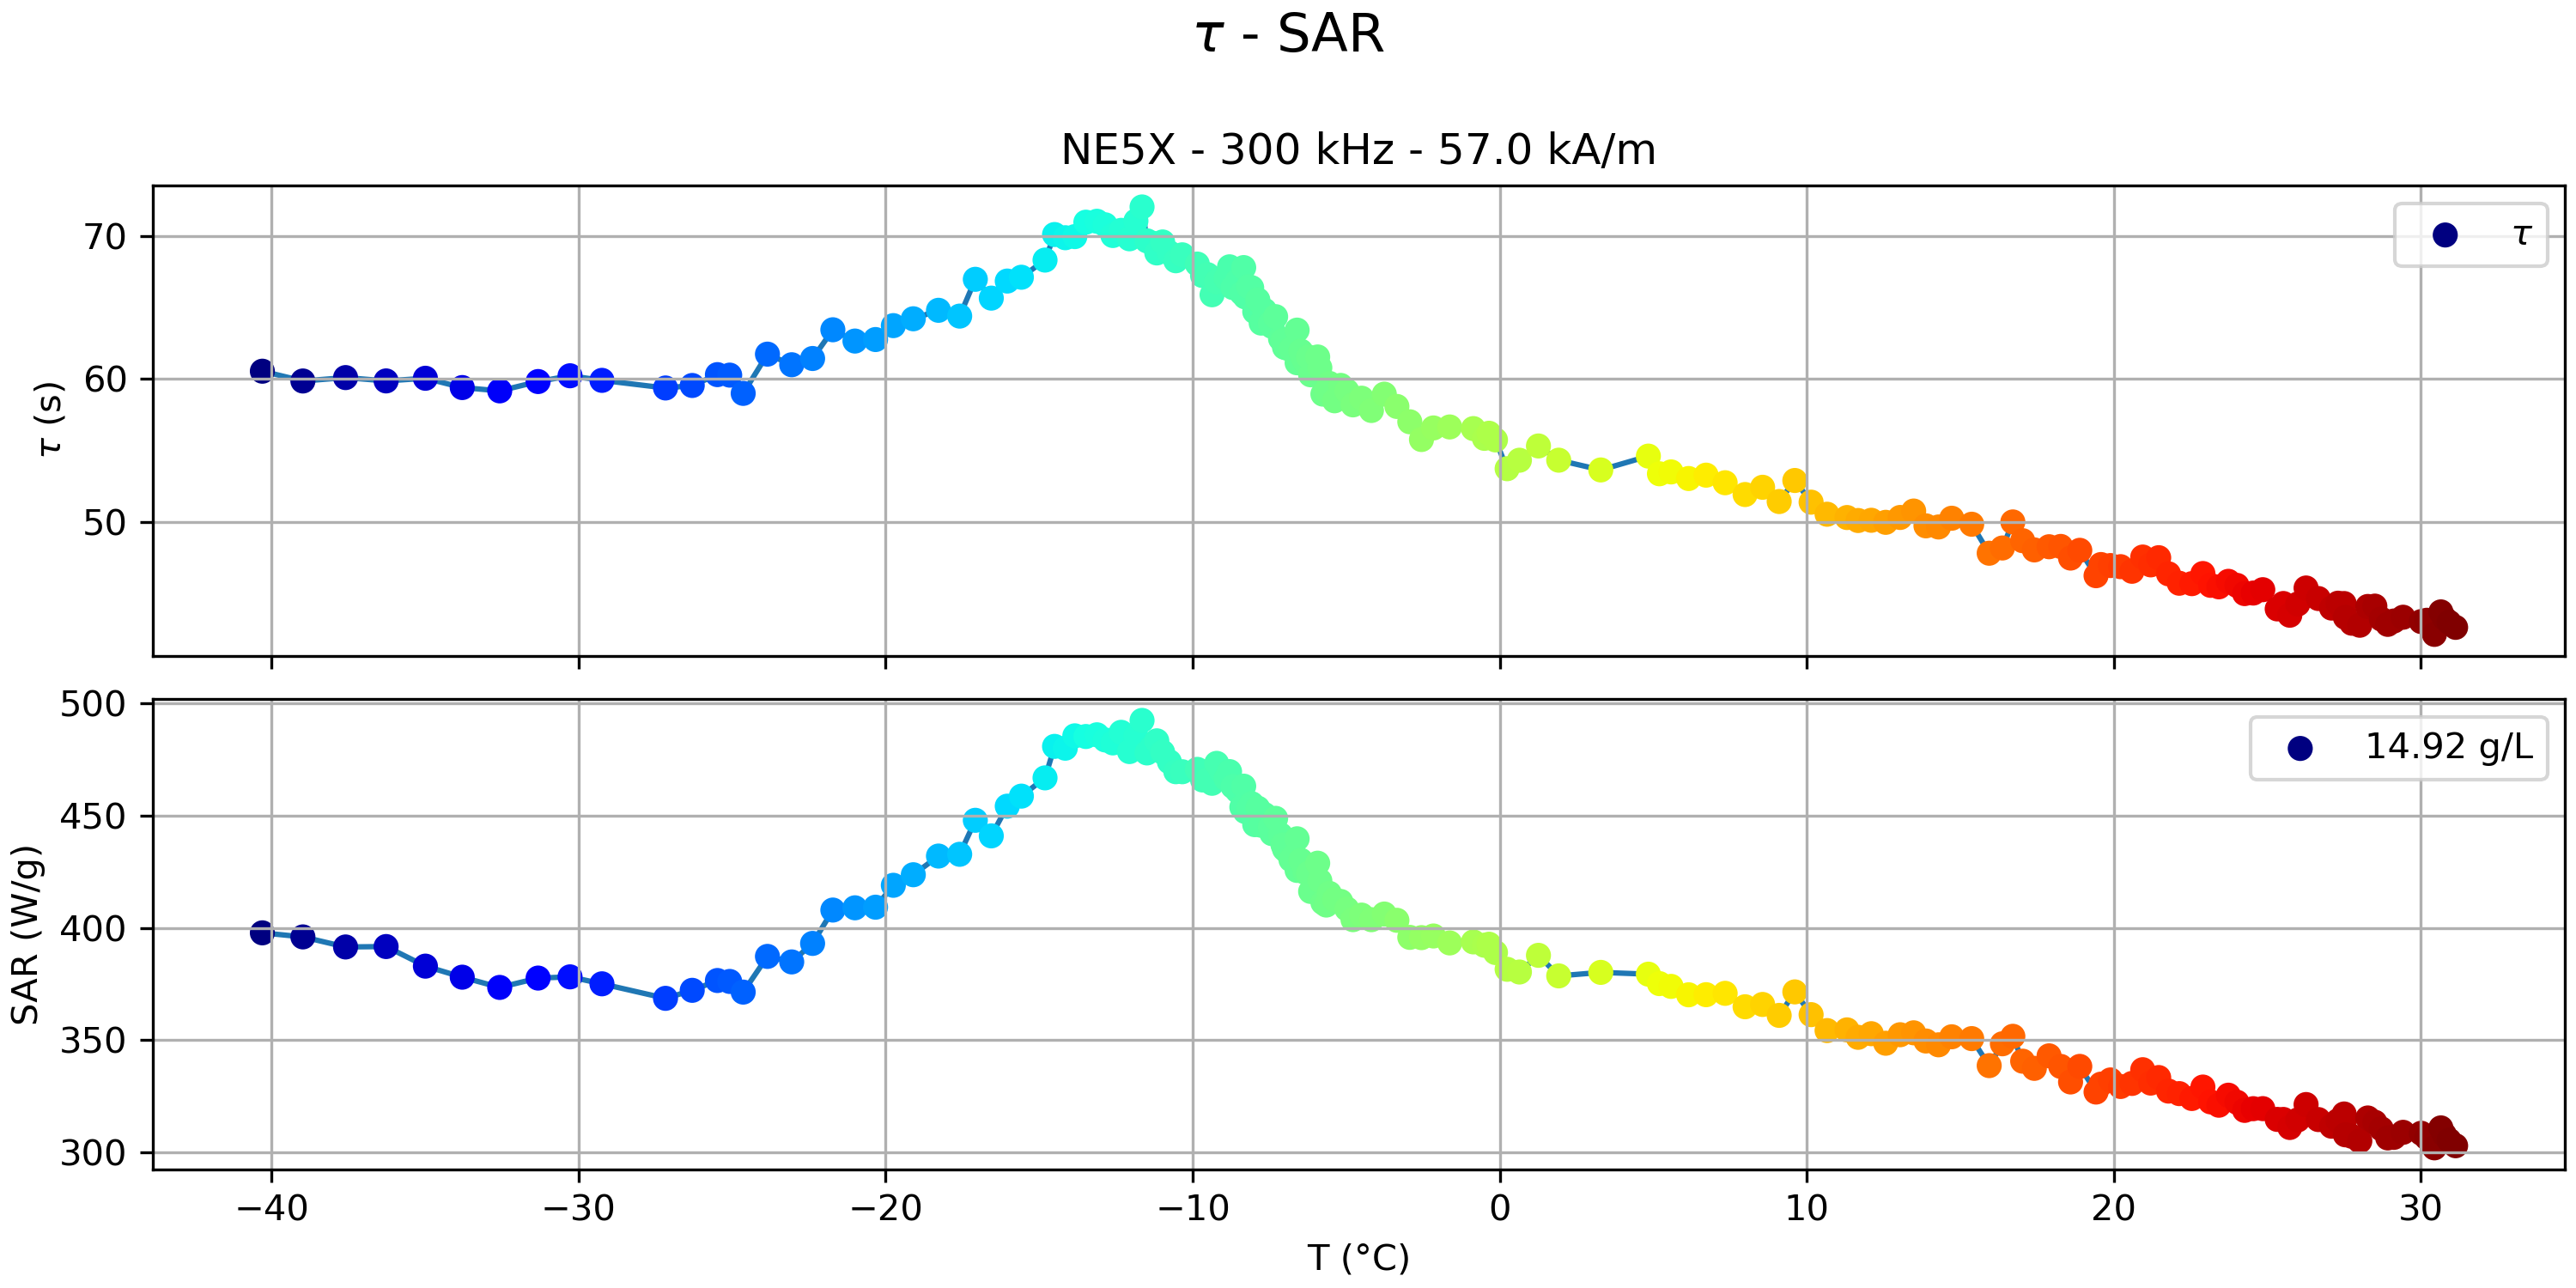 τ - SAR
NE5X - 300 kHz - 57.0 kA/m
τ (s)
70
60
50
τ
SAR (W/g)
500
450
400
350
300
14.92 g/L
−40 −30 −20 −10 0 10 20 30
T (°C)